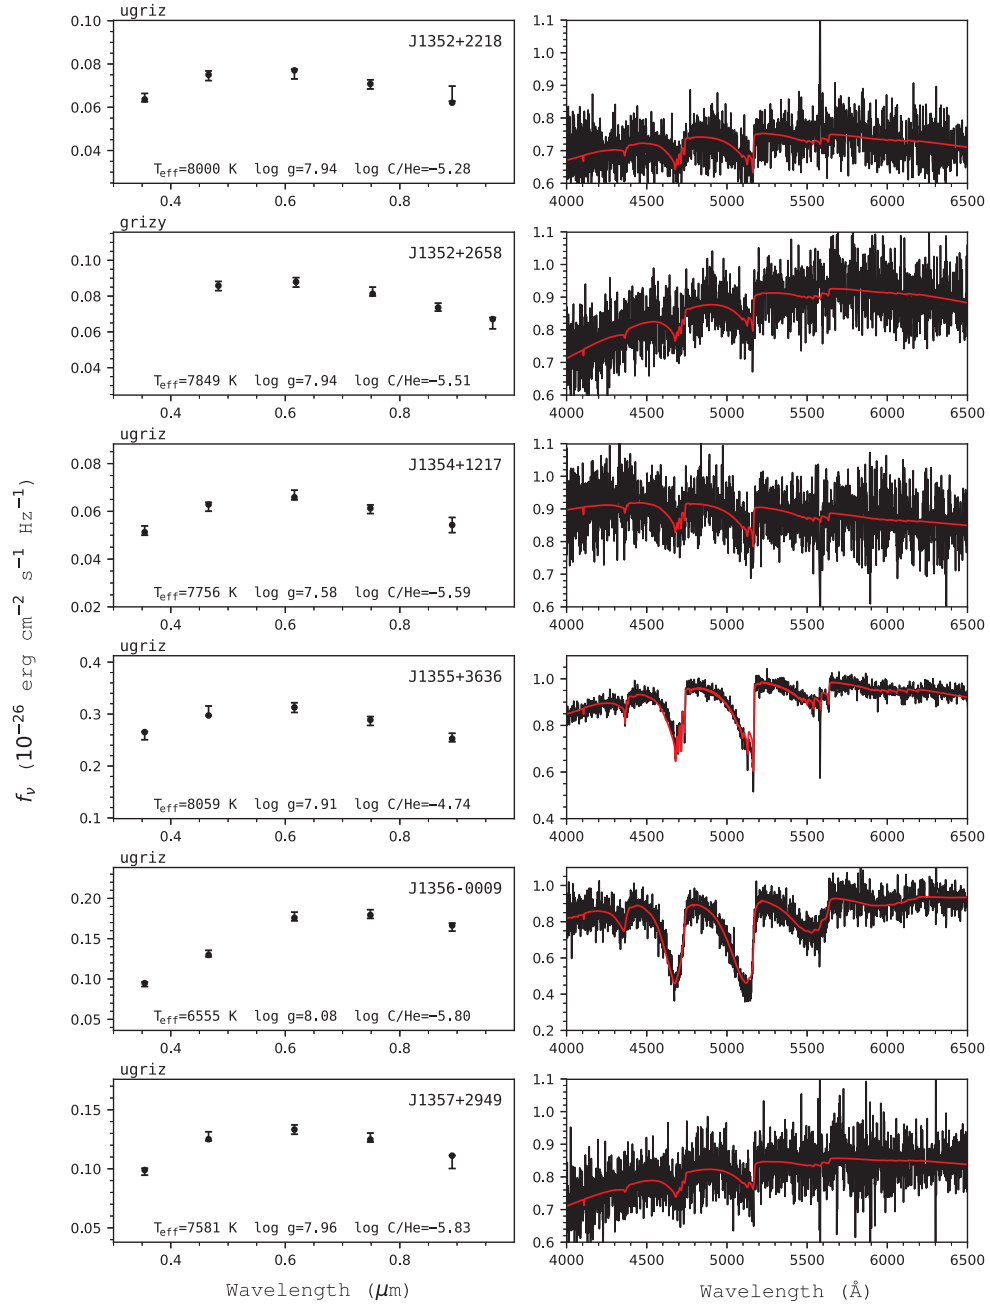 ugriz
J1352+2218
T_eff=8000 K log g=7.94 log C/He=−5.28
0.10
0.08
0.06
0.04
0.4 0.6 0.8
1.1
1.0
0.9
0.8
0.7
0.6
4000 4500 5000 5500 6000 6500
grizy
J1352+2658
T_eff=7849 K log g=7.94 log C/He=−5.51
0.10
0.08
0.06
0.04
0.4 0.6 0.8
1.1
1.0
0.9
0.8
0.7
0.6
4000 4500 5000 5500 6000 6500
ugriz
J1354+1217
T_eff=7756 K log g=7.58 log C/He=−5.59
0.08
0.06
0.04
0.02
0.4 0.6 0.8
1.1
1.0
0.9
0.8
0.7
0.6
4000 4500 5000 5500 6000 6500
f_ν (10^−26 erg cm^−2 s^−1 Hz^−1)
ugriz
J1355+3636
T_eff=8059 K log g=7.91 log C/He=−4.74
0.4
0.3
0.2
0.1
0.4 0.6 0.8
1.0
0.8
0.6
0.4
4000 4500 5000 5500 6000 6500
ugriz
J1356-0009
T_eff=6555 K log g=8.08 log C/He=−5.80
0.20
0.15
0.10
0.05
0.4 0.6 0.8
1.0
0.8
0.6
0.4
0.2
4000 4500 5000 5500 6000 6500
ugriz
J1357+2949
T_eff=7581 K log g=7.96 log C/He=−5.83
0.15
0.10
0.05
0.4 0.6 0.8
1.1
1.0
0.9
0.8
0.7
0.6
4000 4500 5000 5500 6000 6500
Wavelength (μm)
Wavelength (Å)